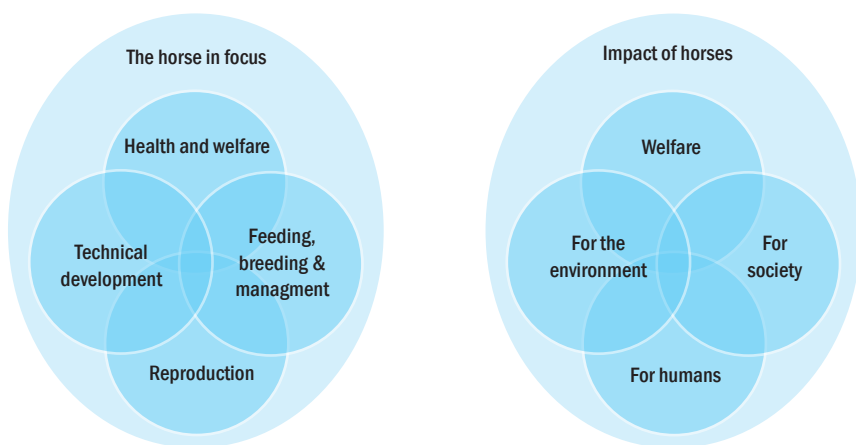 The horse in focus
Health and welfare
Technical
development
Feeding,
breeding &
managment
Reproduction
Impact of horses
Welfare
For the
environment
For
society
For humans